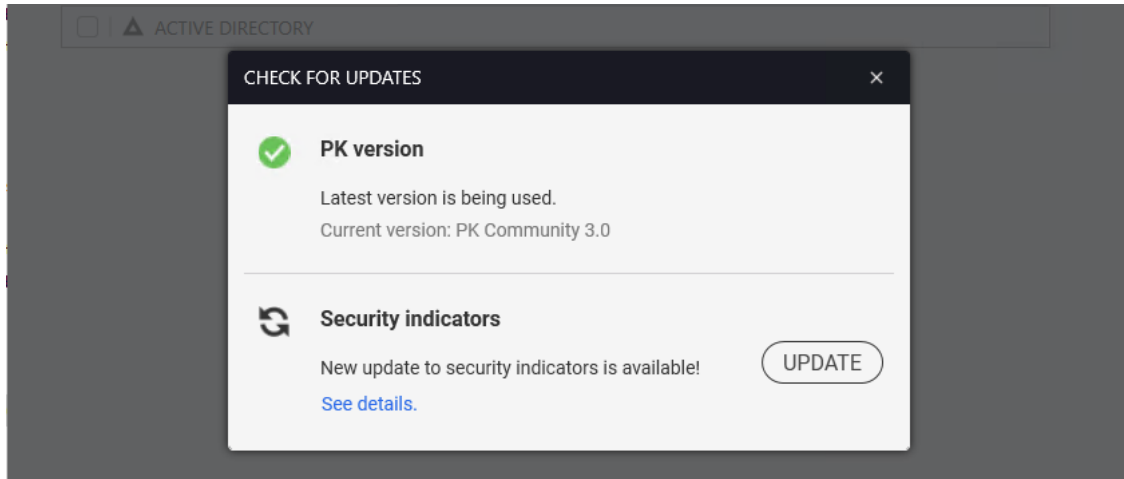 ACTIVE DIRECTORY
CHECK FOR UPDATES
PK version
Latest version is being used.
Current version: PK Community 3.0
Security indicators
New update to security indicators is available!
UPDATE
See details.